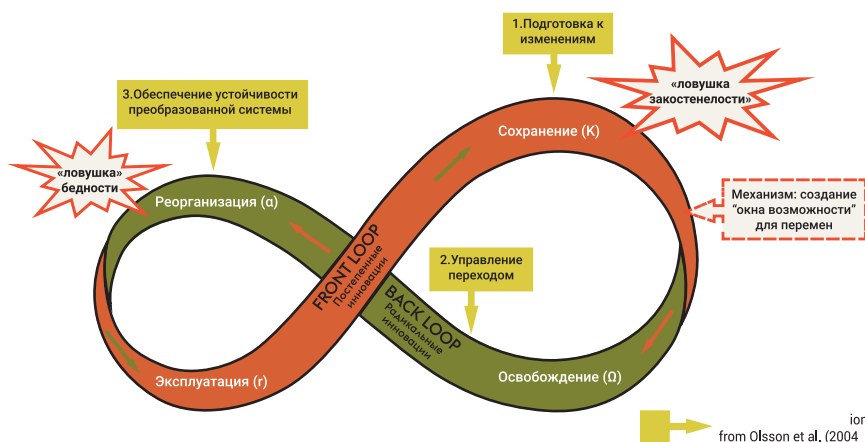 1.Подготовка к
изменениям
«ловушка
закостенелости»
3.Обеспечение устойчивости
преобразованной системы
Сохранение (K)
«ловушка»
бедности
Реорганизация (α)
Механизм: создание
“окна возможности”
для перемен
FRONT LOOP
Постепенные
инновации
2.Управление
переходом
BACK LOOP
Радикальные
инновации
Эксплуатация (r)
Освобождение (Ω)
from Olsson et al. (2004